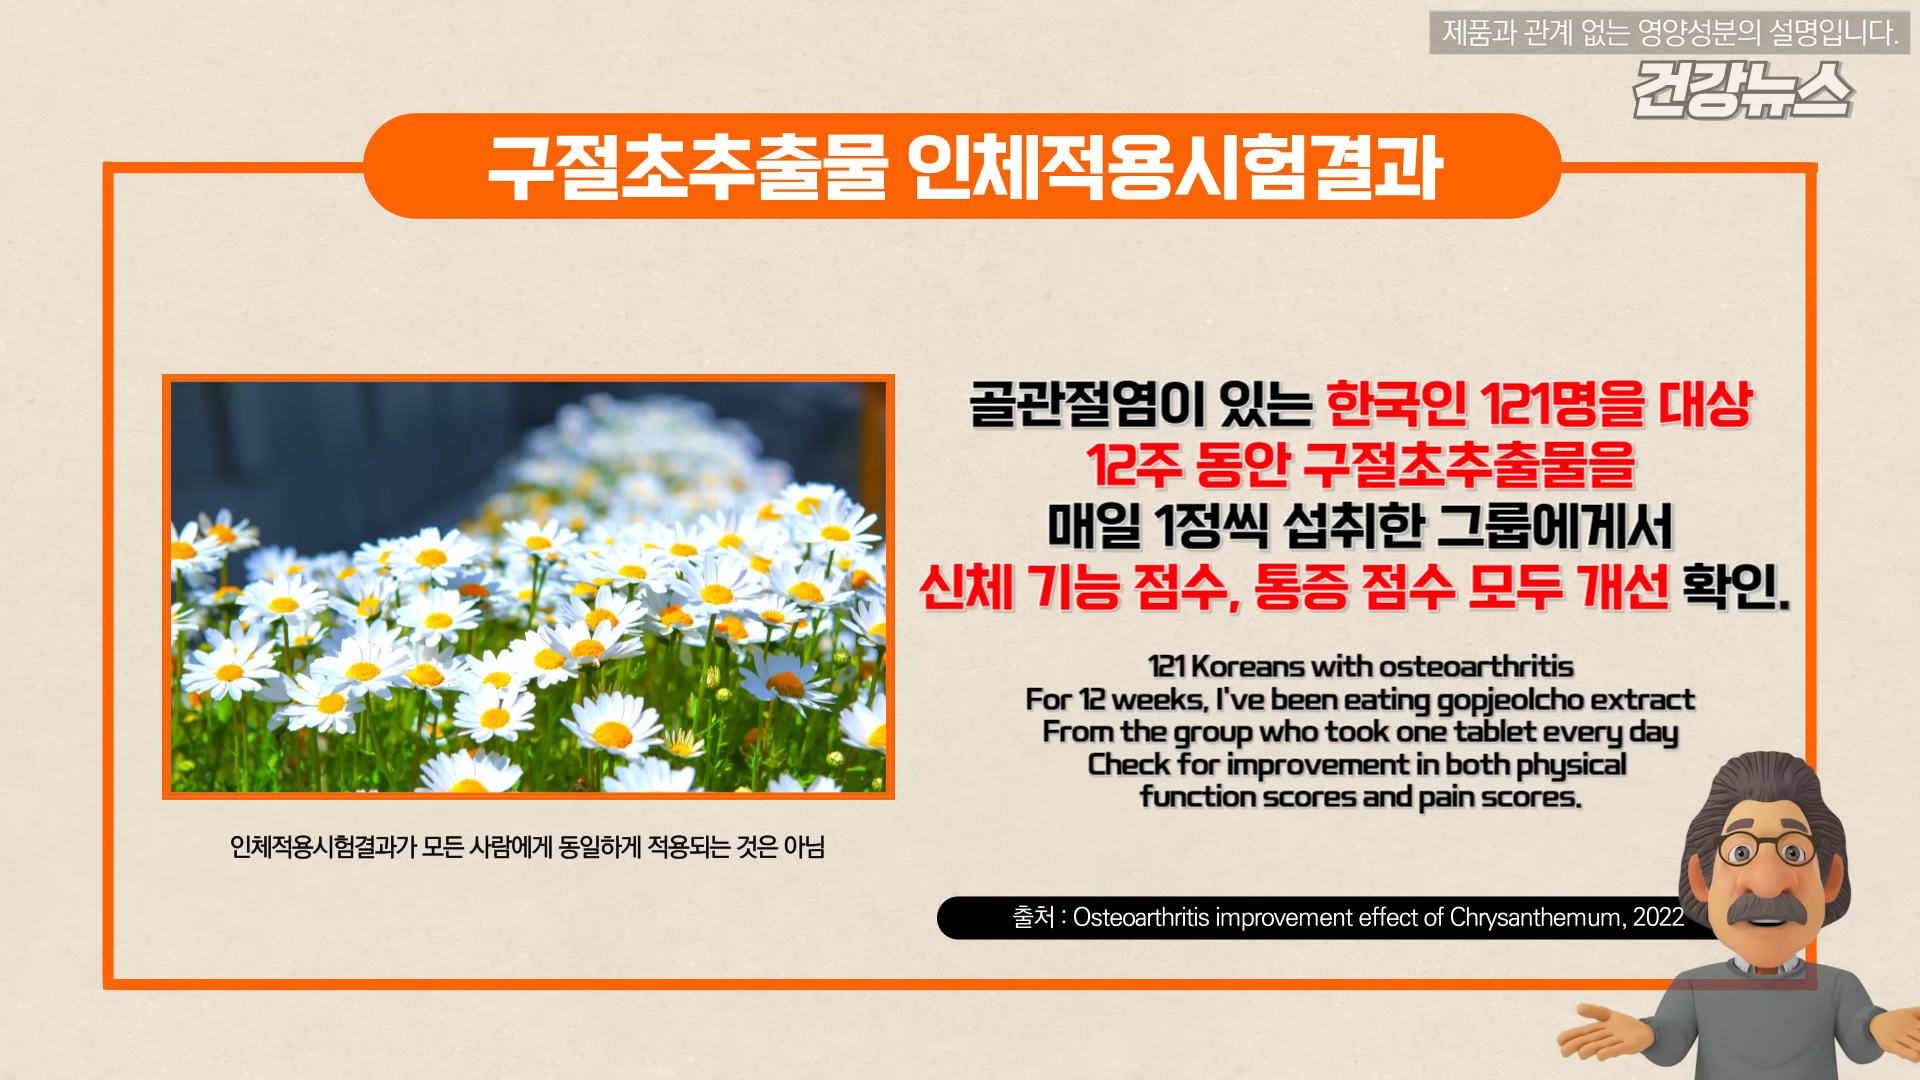 제품과 관계 없는 영양성분의 설명입니다.
건강뉴스
구절초추출물 인체적용시험결과
골관절염이 있는 한국인 121명을 대상
12주 동안 구절초추출물을
매일 1정씩 섭취한 그룹에게서
신체 기능 점수, 통증 점수 모두 개선 확인.
121 Koreans with osteoarthritis
For 12 weeks, I've been eating gopjeolcho extract
From the group who took one tablet every day
Check for improvement in both physical
function scores and pain scores.
인체적용시험결과가 모든 사람에게 동일하게 적용되는 것은 아님
출처 : Osteoarthritis improvement effect of Chrysanthemum, 2022